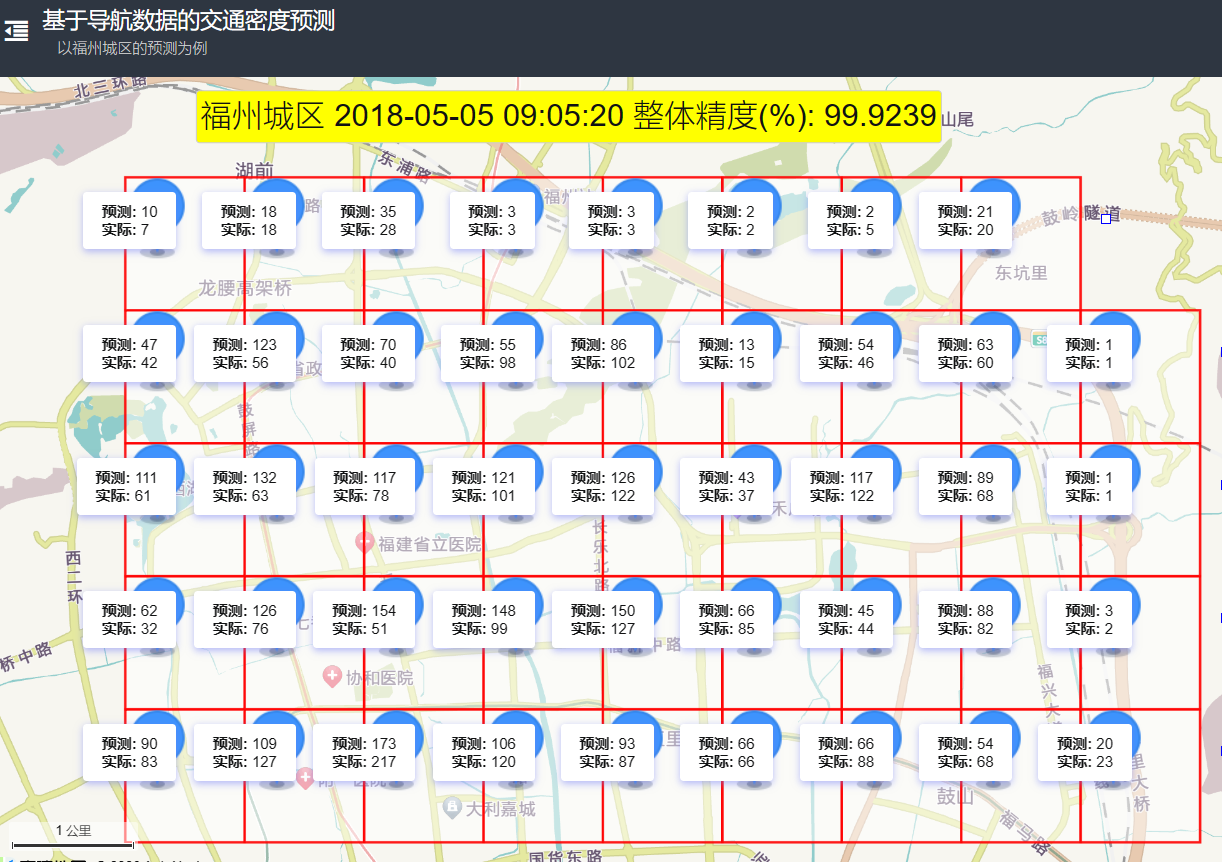 基于导航数据的交通密度预测
以福州城区的预测为例
北三环路
福州城区 2018-05-05 09:05:20 整体精度(%): 99.9239
山尾
东浦路
湖前
预测: 10
实际: 7
预测: 18
实际: 18
路
预测: 35
实际: 28
预测: 3
实际: 3
福州
预测: 3
实际: 3
预测: 2
实际: 2
预测: 2
实际: 5
预测: 21
实际: 20
鼓岭隧道
龙腰高架桥
东坑里
预测: 47
实际: 42
预测: 123
实际: 56
省政
预测: 70
实际: 40
预测: 55
实际: 98
预测: 86
实际: 102
预测: 13
实际: 15
预测: 54
实际: 46
预测: 63
实际: 60
预测: 1
实际: 1
鼓屏路
预测: 111
实际: 61
预测: 132
实际: 63
预测: 117
实际: 78
预测: 121
实际: 101
预测: 126
实际: 122
预测: 43
实际: 37
预测: 117
实际: 122
预测: 89
实际: 68
预测: 1
实际: 1
福建省立医院
长乐北路
西二环
预测: 62
实际: 32
预测: 126
实际: 76
预测: 154
实际: 51
预测: 148
实际: 99
预测: 150
实际: 127
预测: 66
实际: 85
预测: 45
实际: 44
预测: 88
实际: 82
预测: 3
实际: 2
中路
桥中路
协和医院
福兴大
预测: 90
实际: 83
预测: 109
实际: 127
预测: 173
实际: 217
预测: 106
实际: 120
预测: 93
实际: 87
里
预测: 66
实际: 66
预测: 66
实际: 88
预测: 54
实际: 68
预测: 20
实际: 23
里大桥
大利嘉城
鼓山
福马路
1 公里
国货东路